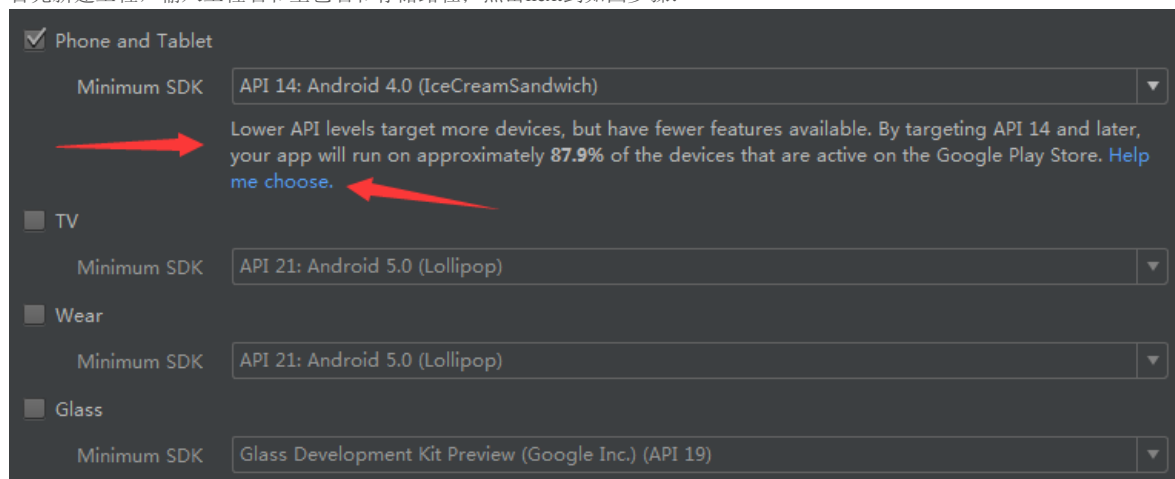 Phone and Tablet
Minimum SDK API 14: Android 4.0 (IceCreamSandwich)
Lower API levels target more devices, but have fewer features available. By targeting API 14 and later,
your app will run on approximately 87.9% of the devices that are active on the Google Play Store. Help
me choose.
TV
Minimum SDK API 21: Android 5.0 (Lollipop)
Wear
Minimum SDK API 21: Android 5.0 (Lollipop)
Glass
Minimum SDK Glass Development Kit Preview (Google Inc.) (API 19)